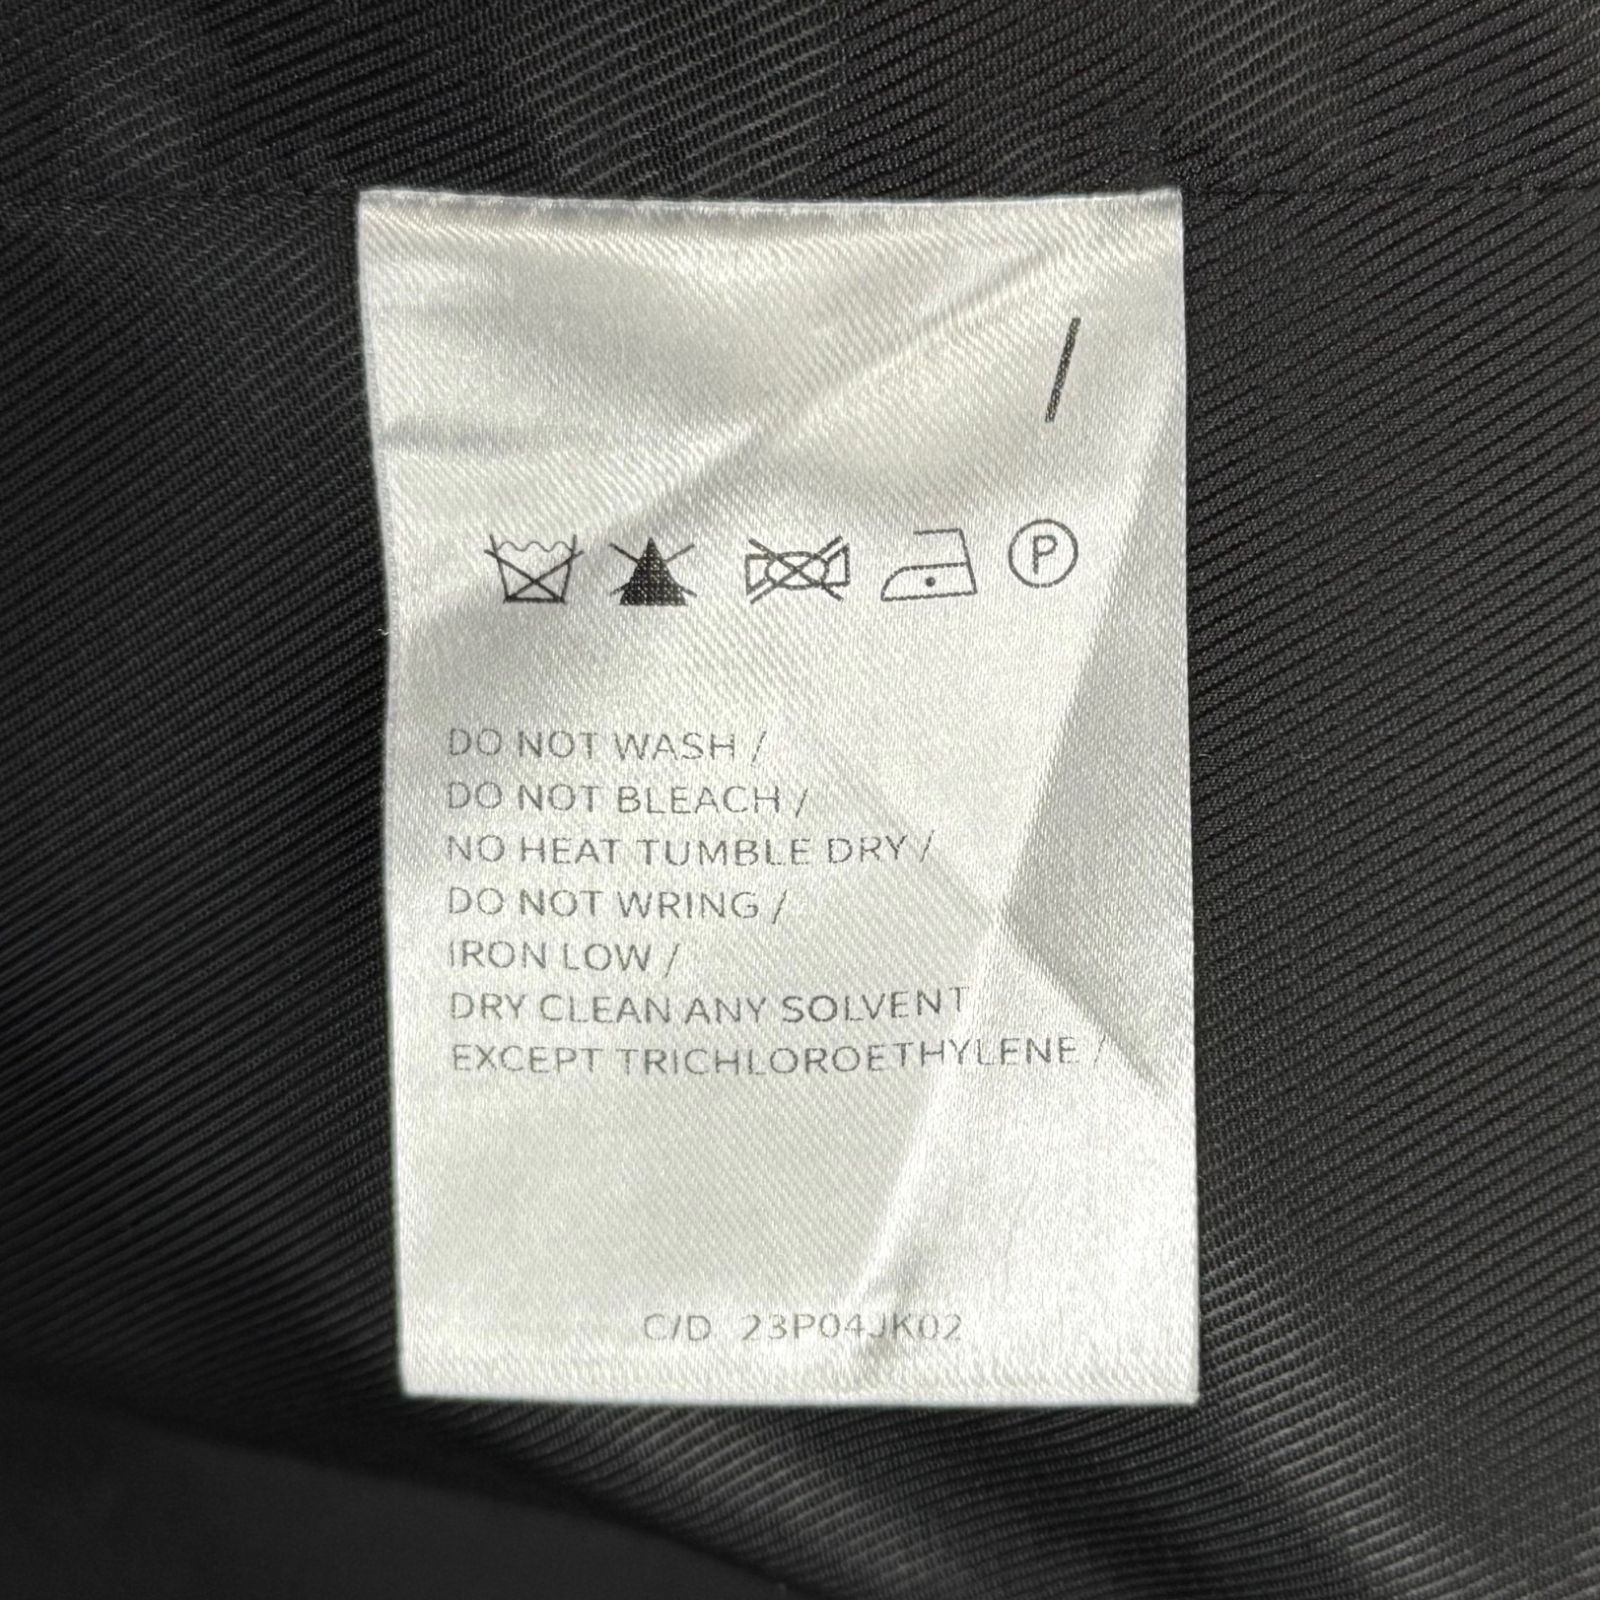 /
P
DO NOT WASH /
DO NOT BLEACH /
NO HEAT TUMBLE DRY /
DO NOT WRING /
IRON LOW /
DRY CLEAN ANY SOLVENT
EXCEPT TRICHLOROETHYLENE /
C/D 23P04JK02